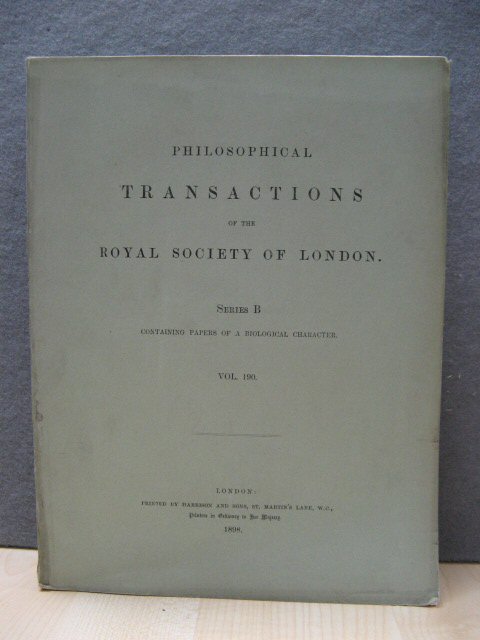 PHILOSOPHICAL
TRANSACTIONS
OF THE
ROYAL SOCIETY OF LONDON.
SERIES B
CONTAINING PAPERS OF A BIOLOGICAL CHARACTER.
VOL. 190.
LONDON:
PRINTED BY HARRISON AND SONS, ST. MARTIN'S LANE, W.C.,
Printers in Ordinary to Her Majesty.
1898.